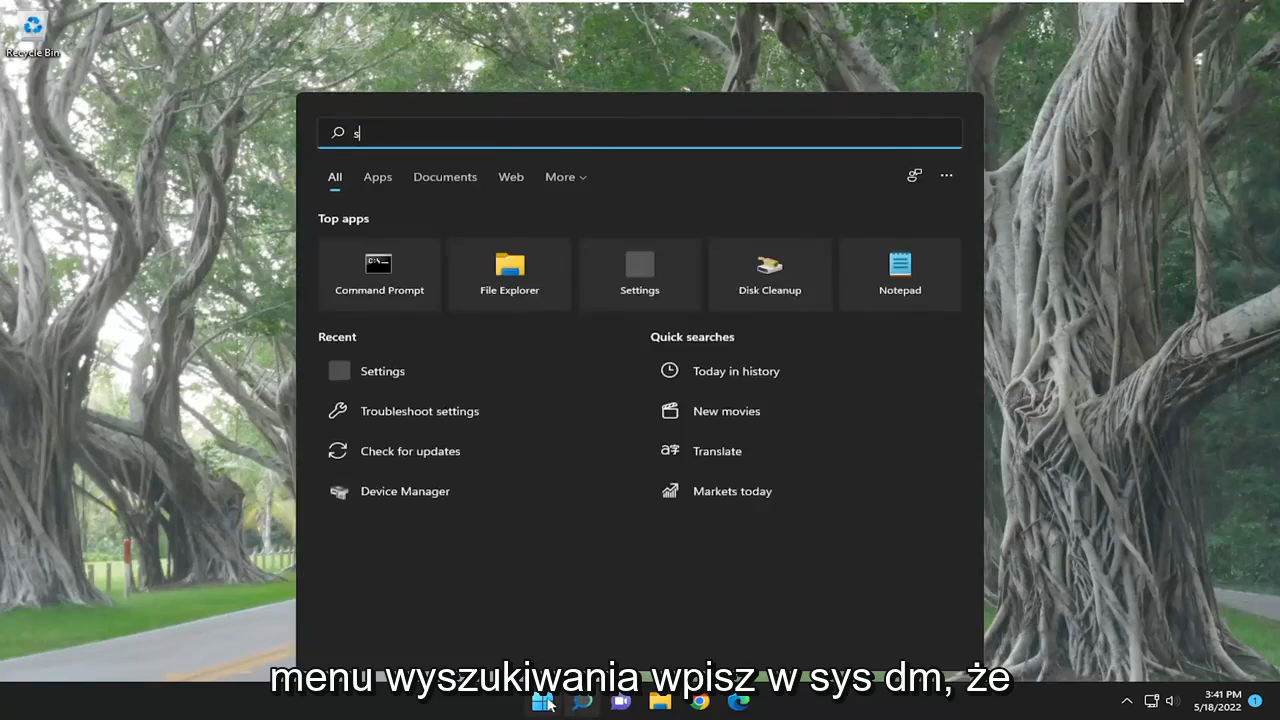 Recycle Bin
s
All Apps Documents Web More
Top apps
Command Prompt File Explorer Settings Disk Cleanup Notepad
Recent Quick searches
Settings Today in history
Troubleshoot settings New movies
Check for updates Translate
Device Manager Markets today
menu wyszukiwania wpisz w sys dm, że
3:41 PM
5/18/2022
1